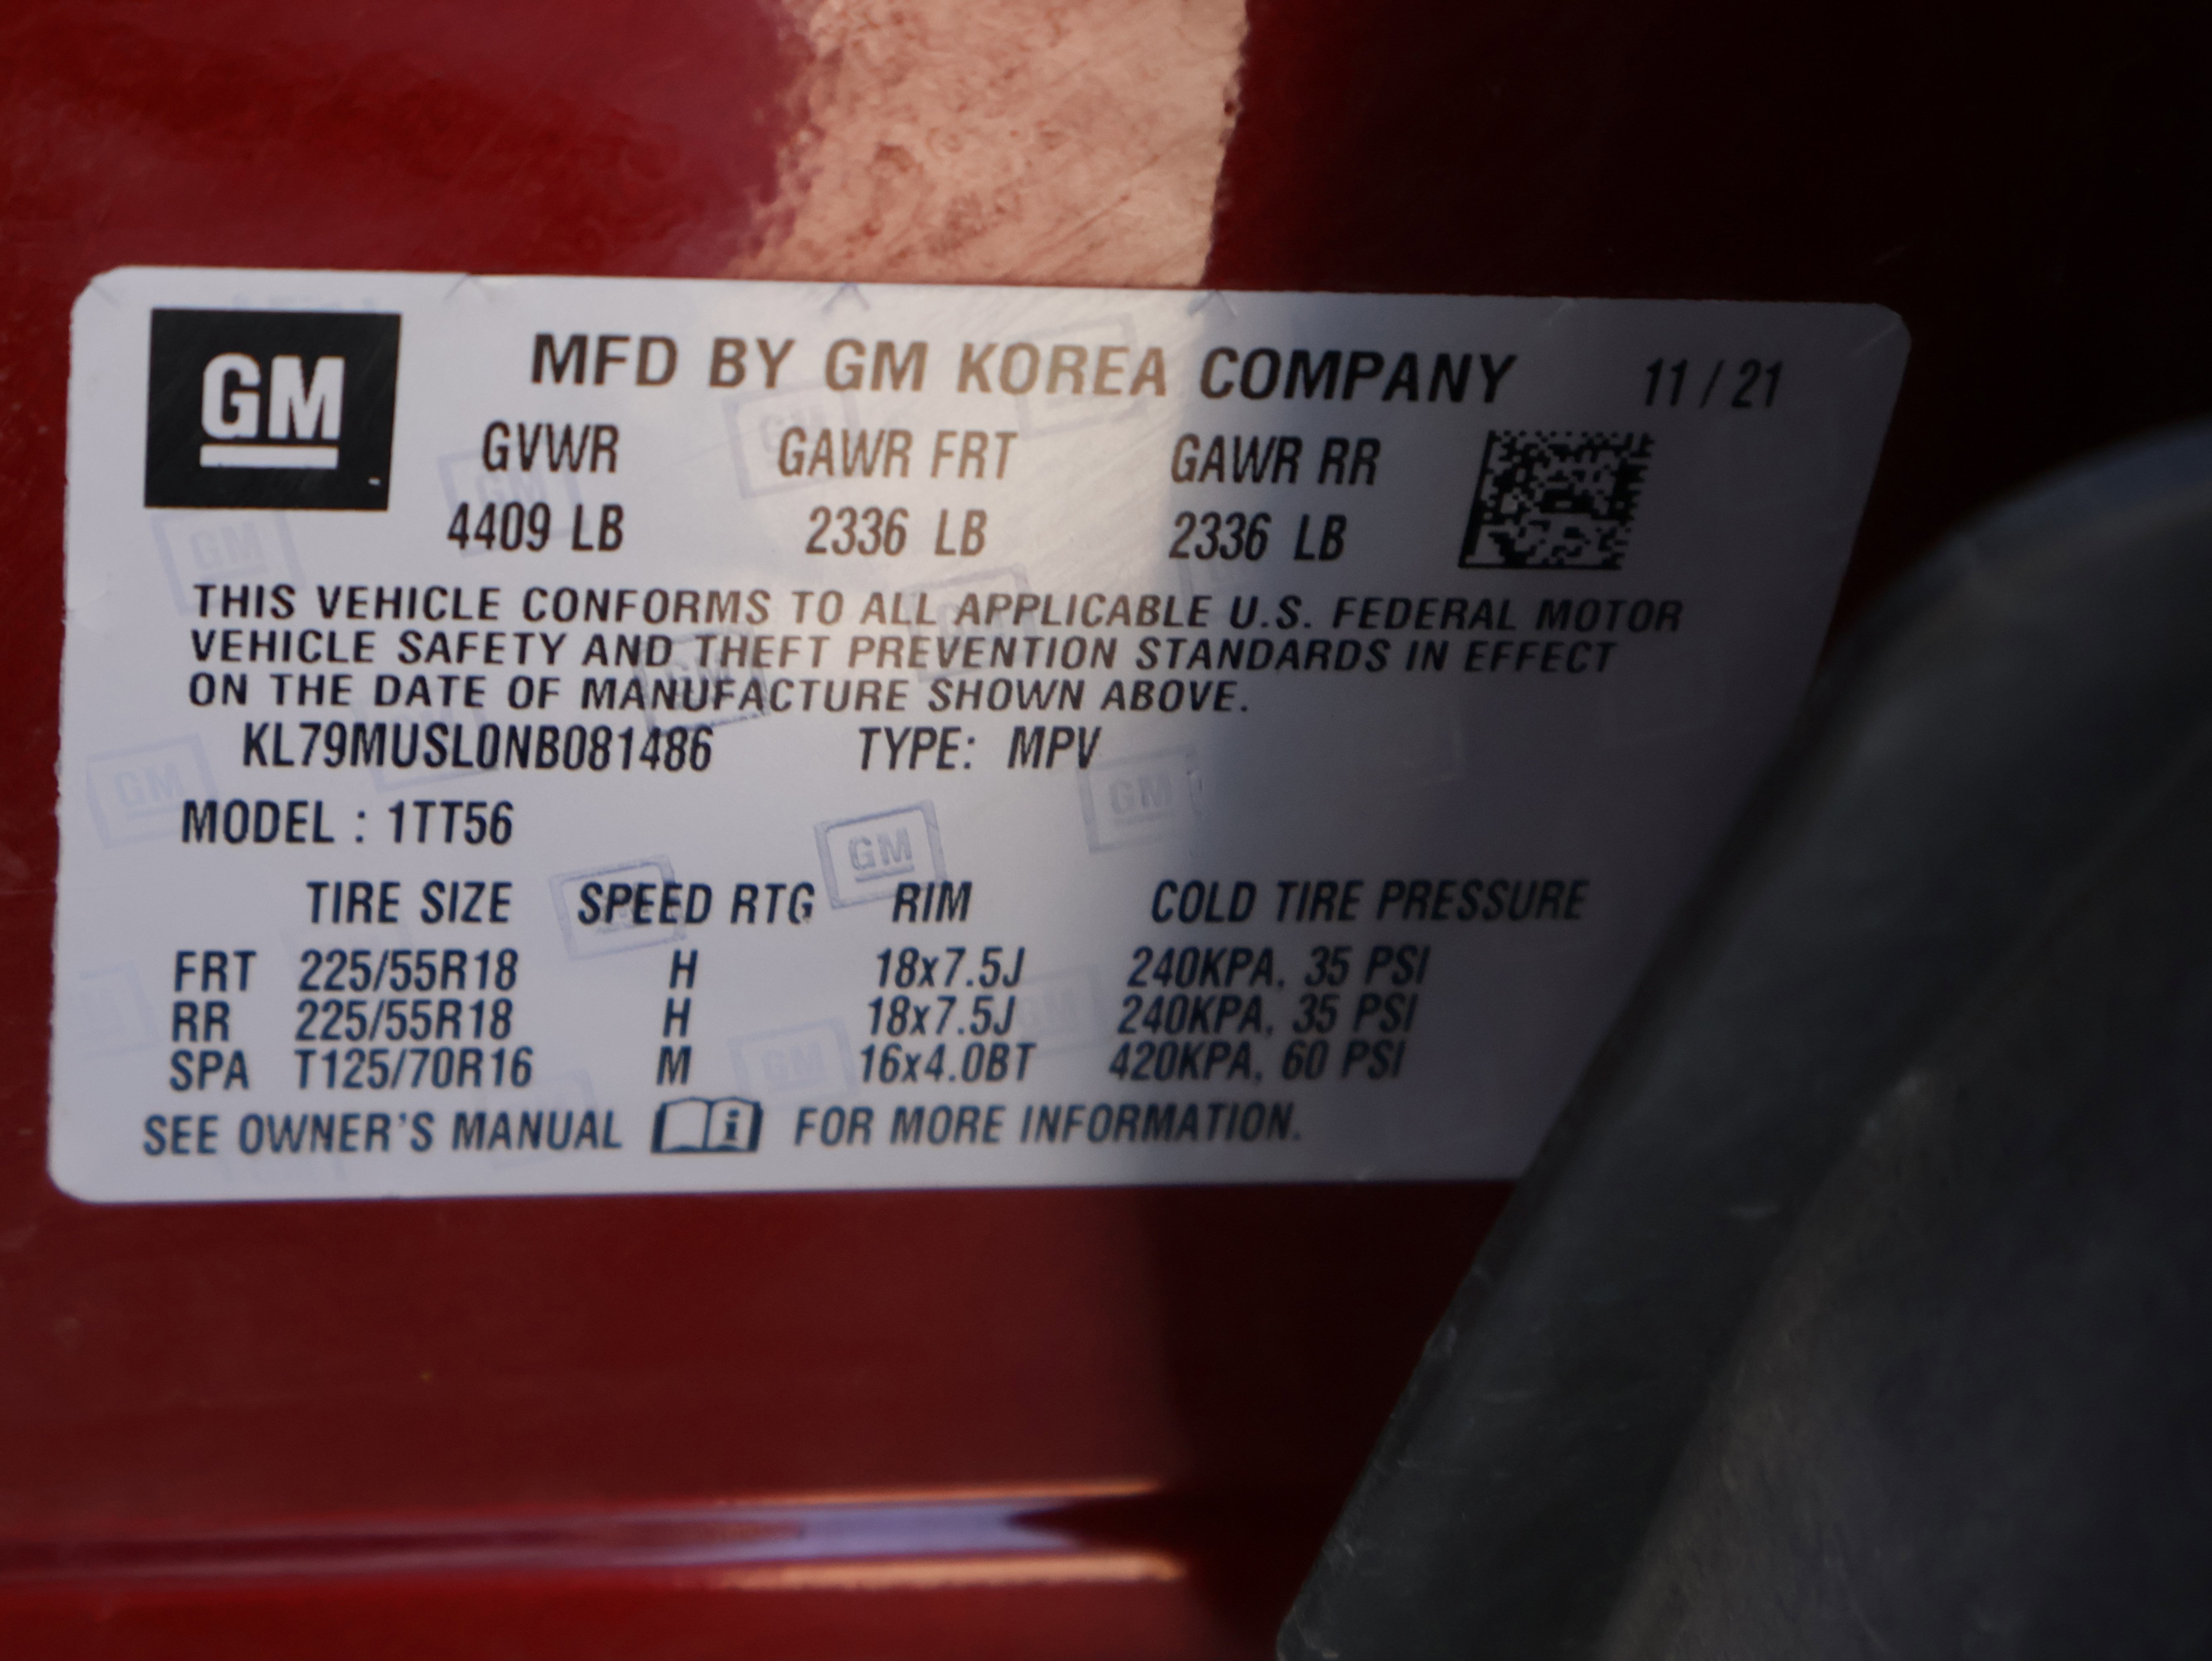 GM
MFD BY GM KOREA COMPANY 11 / 21
GVWR GAWR FRT GAWR RR
4409 LB 2336 LB 2336 LB
THIS VEHICLE CONFORMS TO ALL APPLICABLE U.S. FEDERAL MOTOR
VEHICLE SAFETY AND THEFT PREVENTION STANDARDS IN EFFECT
ON THE DATE OF MANUFACTURE SHOWN ABOVE.
KL79MUSL0NB081486 TYPE: MPV
MODEL : 1TT56
TIRE SIZE SPEED RTG RIM COLD TIRE PRESSURE
FRT 225/55R18 H 18x7.5J 240KPA, 35 PSI
RR 225/55R18 H 18x7.5J 240KPA, 35 PSI
SPA T125/70R16 M 16x4.0BT 420KPA, 60 PSI
SEE OWNER'S MANUAL i FOR MORE INFORMATION.